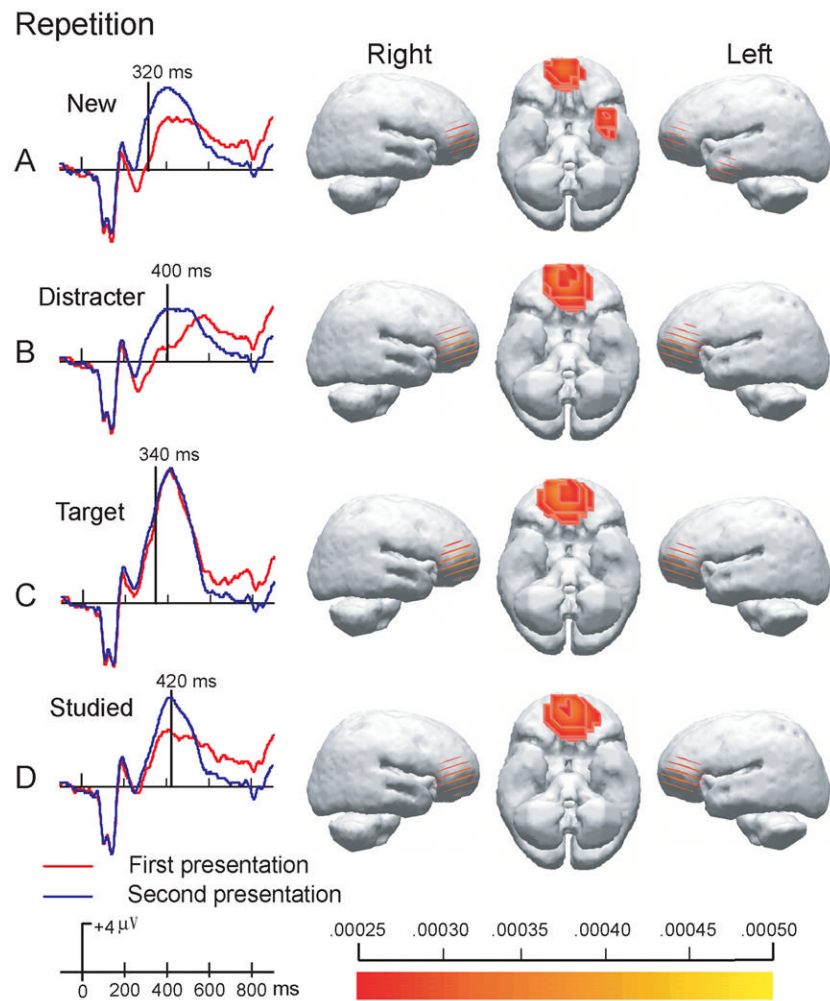 Repetition
Right
Left
320 ms
New
A
400 ms
Distracter
B
340 ms
Target
C
420 ms
Studied
D
First presentation
Second presentation
+4 μV
0 200 400 600 800 ms
.00025 .00030 .00035 .00040 .00045 .00050